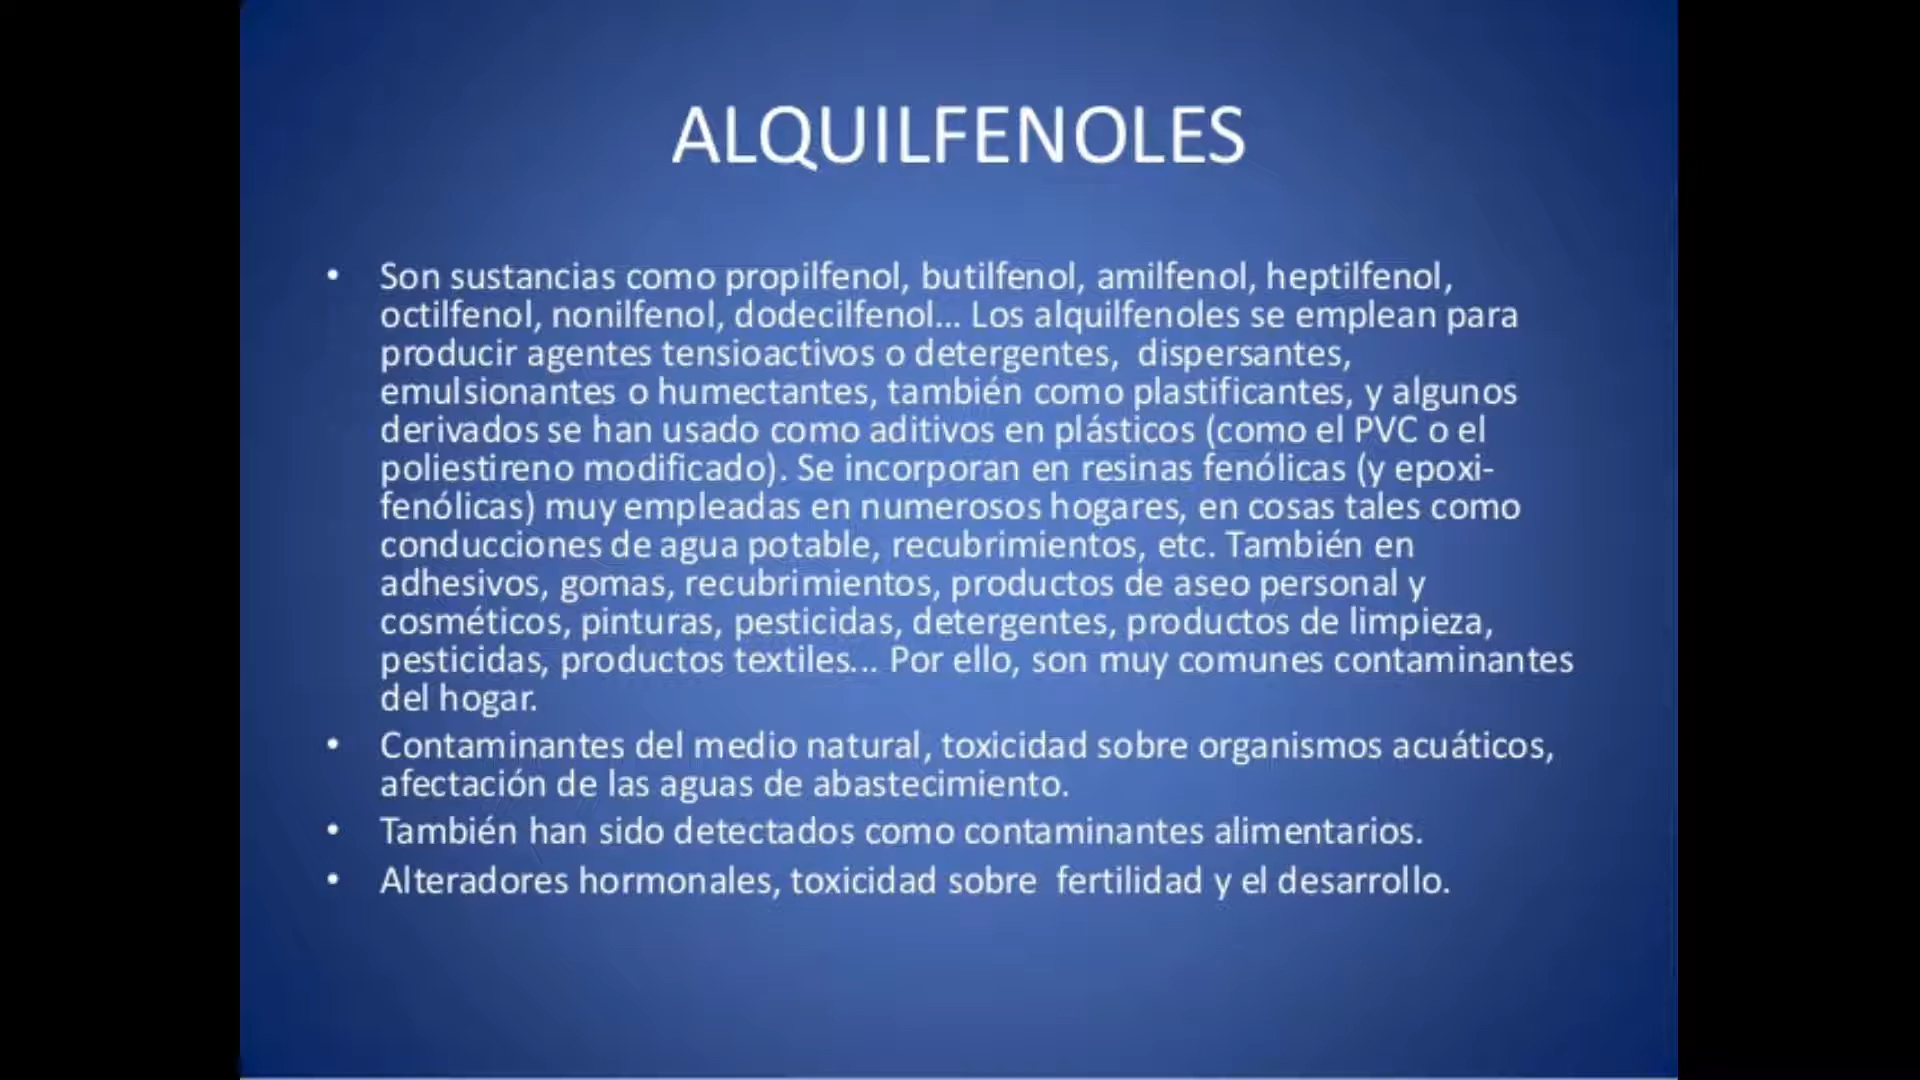 ALQUILFENOLES
• Son sustancias como propilfenol, butilfenol, amilfenol, heptilfenol,
octilfenol, nonilfenol, dodecilfenol... Los alquilfenoles se emplean para
producir agentes tensioactivos o detergentes, dispersantes,
emulsionantes o humectantes, también como plastificantes, y algunos
derivados se han usado como aditivos en plásticos (como el PVC o el
poliestireno modificado). Se incorporan en resinas fenólicas (y epoxi-
fenólicas) muy empleadas en numerosos hogares, en cosas tales como
conducciones de agua potable, recubrimientos, etc. También en
adhesivos, gomas, recubrimientos, productos de aseo personal y
cosméticos, pinturas, pesticidas, detergentes, productos de limpieza,
pesticidas, productos textiles... Por ello, son muy comunes contaminantes
del hogar.
• Contaminantes del medio natural, toxicidad sobre organismos acuáticos,
afectación de las aguas de abastecimiento.
• También han sido detectados como contaminantes alimentarios.
• Alteradores hormonales, toxicidad sobre fertilidad y el desarrollo.